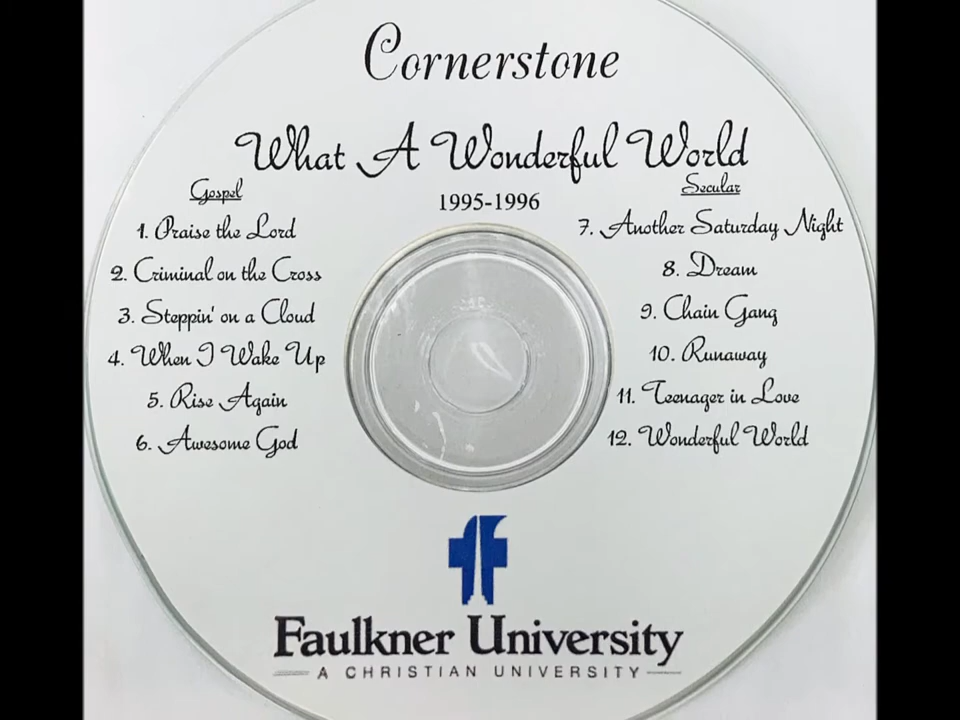 Cornerstone
What A Wonderful World
1995-1996
Gospel
1. Praise the Lord
2. Criminal on the Cross
3. Steppin' on a Cloud
4. When I Wake Up
5. Rise Again
6. Awesome God
Secular
7. Another Saturday Night
8. Dream
9. Chain Gang
10. Runaway
11. Teenager in Love
12. Wonderful World
Faulkner University
A CHRISTIAN UNIVERSITY